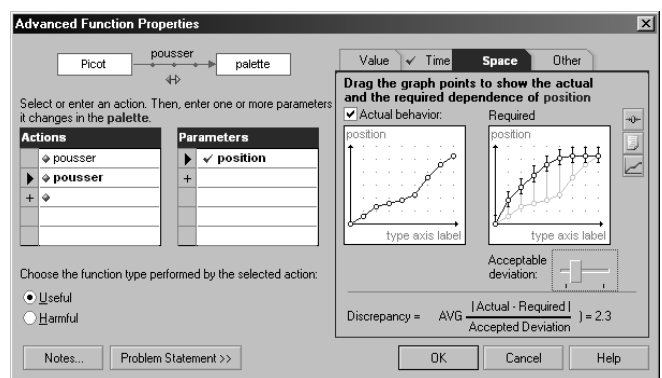 Advanced Function Properties
Picot
pousser
palette
Select or enter an action. Then, enter one or more parameters
it changes in the palette.
Actions
pousser
pousser
+
Parameters
✓ position
+
Choose the function type performed by the selected action:
Useful
Harmful
Notes...
Problem Statement >>
Value
✓ Time
Space
Other
Drag the graph points to show the actual
and the required dependence of position
Actual behavior:
Required
position
type axis label
position
type axis label
Acceptable
deviation:
Discrepancy = AVG | Actual - Required | ) = 2.3
Accepted Deviation
OK
Cancel
Help